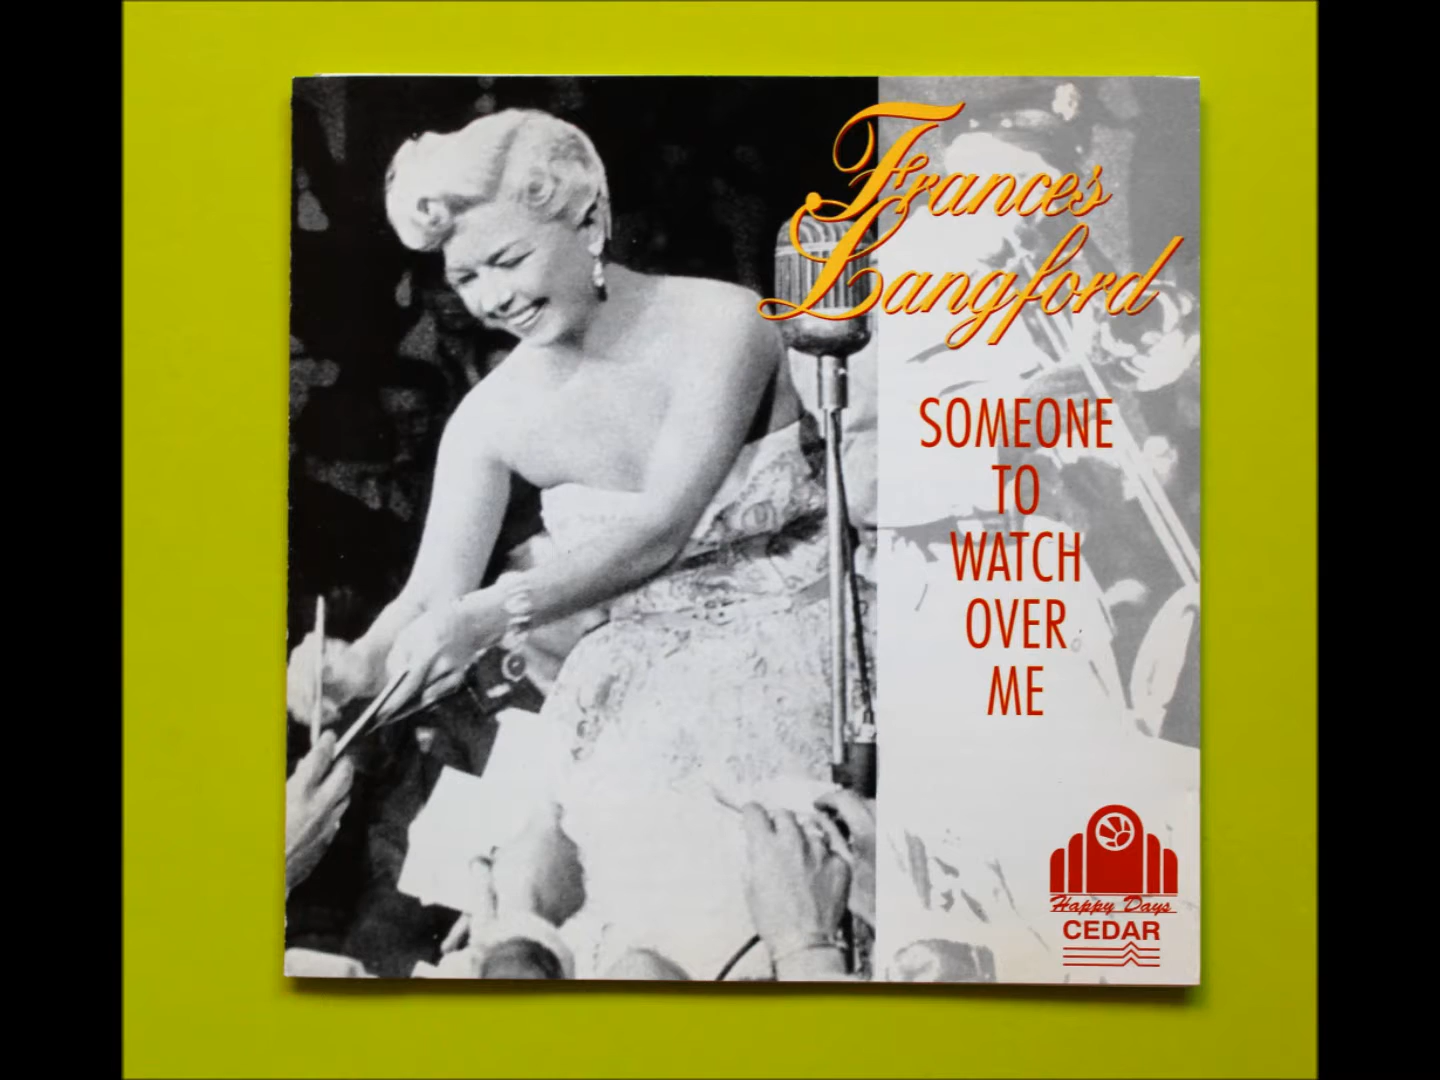 Frances
Langford
SOMEONE
TO
WATCH
OVER
ME
Happy Days
CEDAR